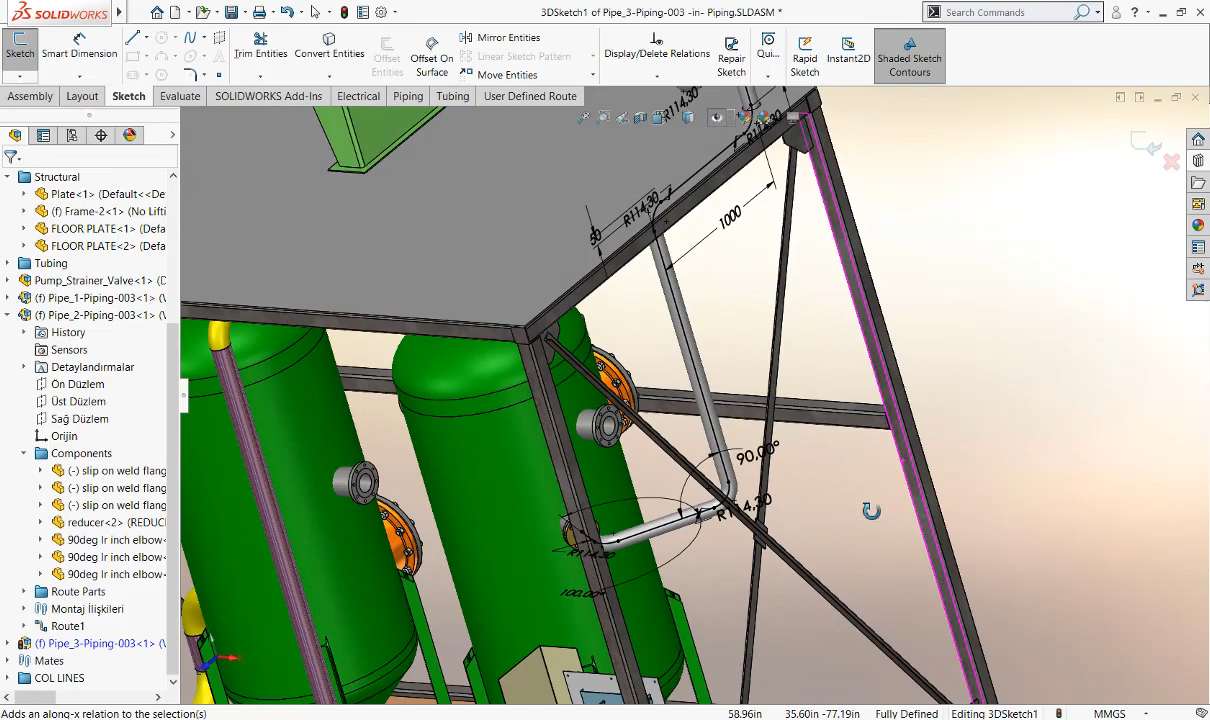 SOLIDWORKS
3DSketch1 of Pipe_3-Piping-003 -in- Piping.SLDASM *
Search Commands
Sketch
Smart Dimension
Trim Entities
Convert Entities
Offset Entities
Offset On Surface
Mirror Entities
Linear Sketch Pattern
Move Entities
Display/Delete Relations
Repair Sketch
Qui...
Rapid Sketch
Instant2D
Shaded Sketch Contours
Assembly
Layout
Sketch
Evaluate
SOLIDWORKS Add-Ins
Electrical
Piping
Tubing
User Defined Route
Structural
Plate<1> (Default<<De
(f) Frame-2<1> (No Lifti
FLOOR PLATE<1> (Defa
FLOOR PLATE<2> (Defa
Tubing
Pump_Strainer_Valve<1>
(f) Pipe_1-Piping-003<1> (V
(f) Pipe_2-Piping-003<1> (V
History
Sensors
Detaylandırmalar
Ön Düzlem
Üst Düzlem
Sağ Düzlem
Orijin
Components
(-) slip on weld flang
(-) slip on weld flang
(-) slip on weld flang
reducer<2> (REDUC
90deg lr inch elbow
90deg lr inch elbow
90deg lr inch elbow
Route Parts
Montaj İlişkileri
Route1
(f) Pipe_3-Piping-003<1> (V
Mates
COL LINES
R114,30
R114,30
R114,30
50
1000
90,00°
R114,30
R114,30
100,00°
Adds an along-x relation to the selection(s)
58.96in
35.60in -77.19in
Fully Defined
Editing 3DSketch1
MMGS